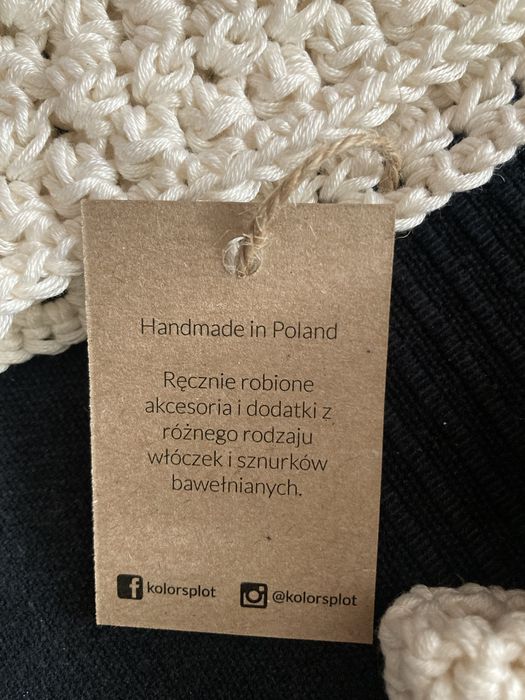 Handmade in Poland
Ręcznie robione
akcesoria i dodatki z
różnego rodzaju
włóczek i sznurków
bawełnianych.
kolorsplot
@kolorsplot